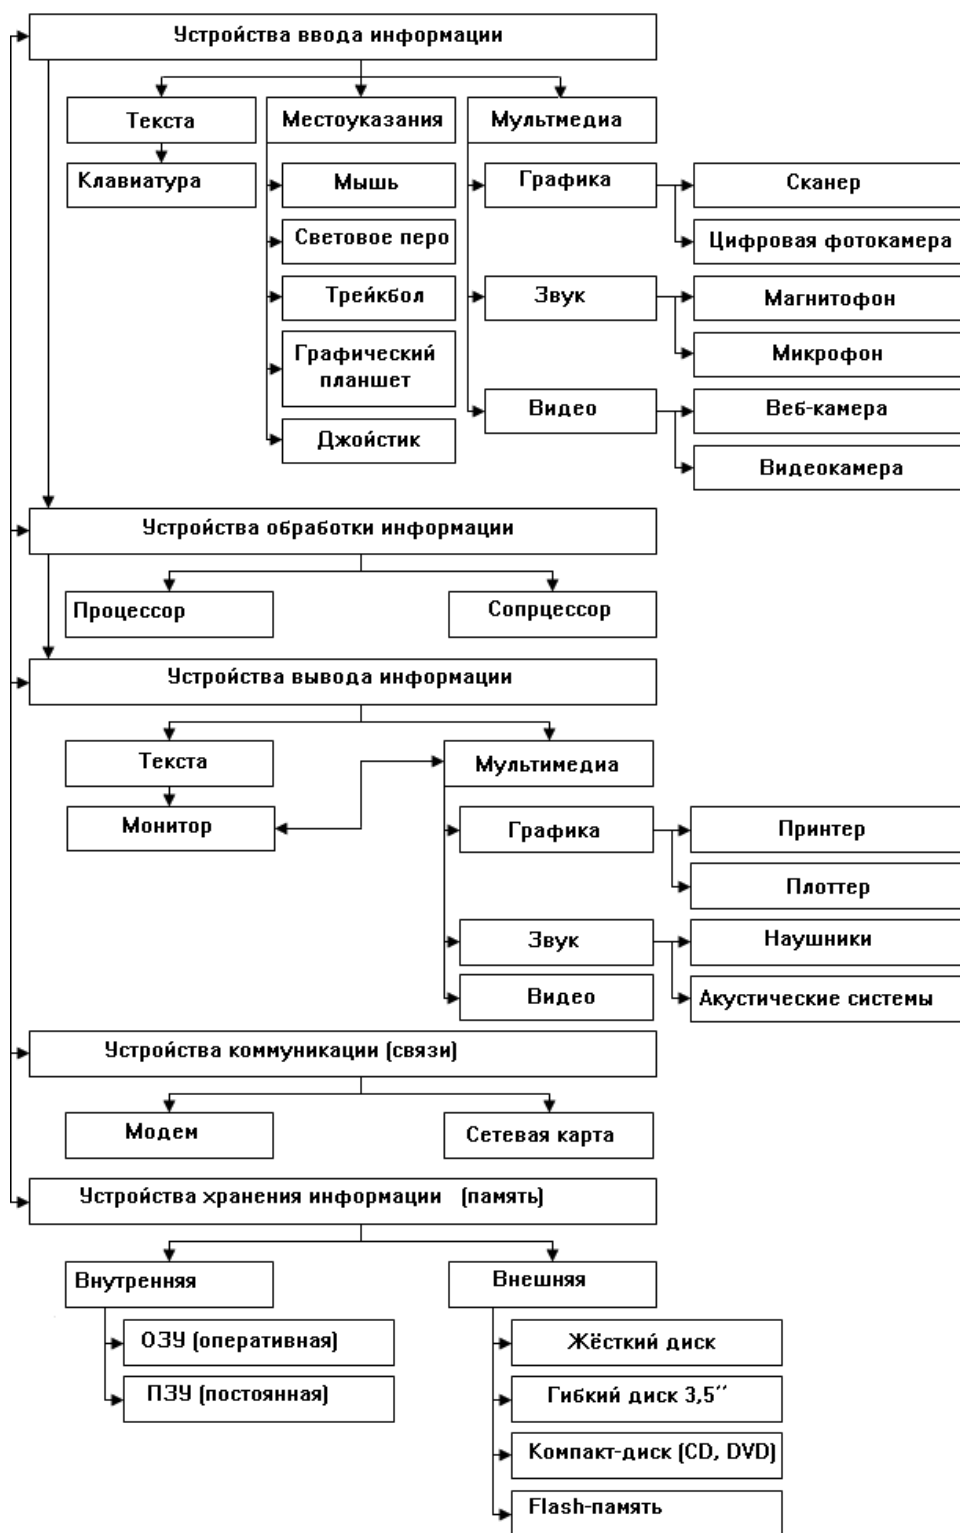 Устройства ввода информации
Текста
Местоуказания
Мультмедиа
Клавиатура
Мышь
Графика
Сканер
Световое перо
Цифровая фотокамера
Трейкбол
Звук
Магнитофон
Графический
планшет
Микрофон
Видео
Веб-камера
Джойстик
Видеокамера
Устройства обработки информации
Процессор
Сопрцессор
Устройства вывода информации
Текста
Мультимедиа
Монитор
Графика
Принтер
Плоттер
Звук
Наушники
Видео
Акустические системы
Устройства коммуникации (связи)
Модем
Сетевая карта
Устройства хранения информации (память)
Внутренняя
Внешняя
ОЗУ (оперативная)
Жёсткий диск
ПЗУ (постоянная)
Гибкий диск 3,5″
Компакт-диск (CD, DVD)
Flash-память